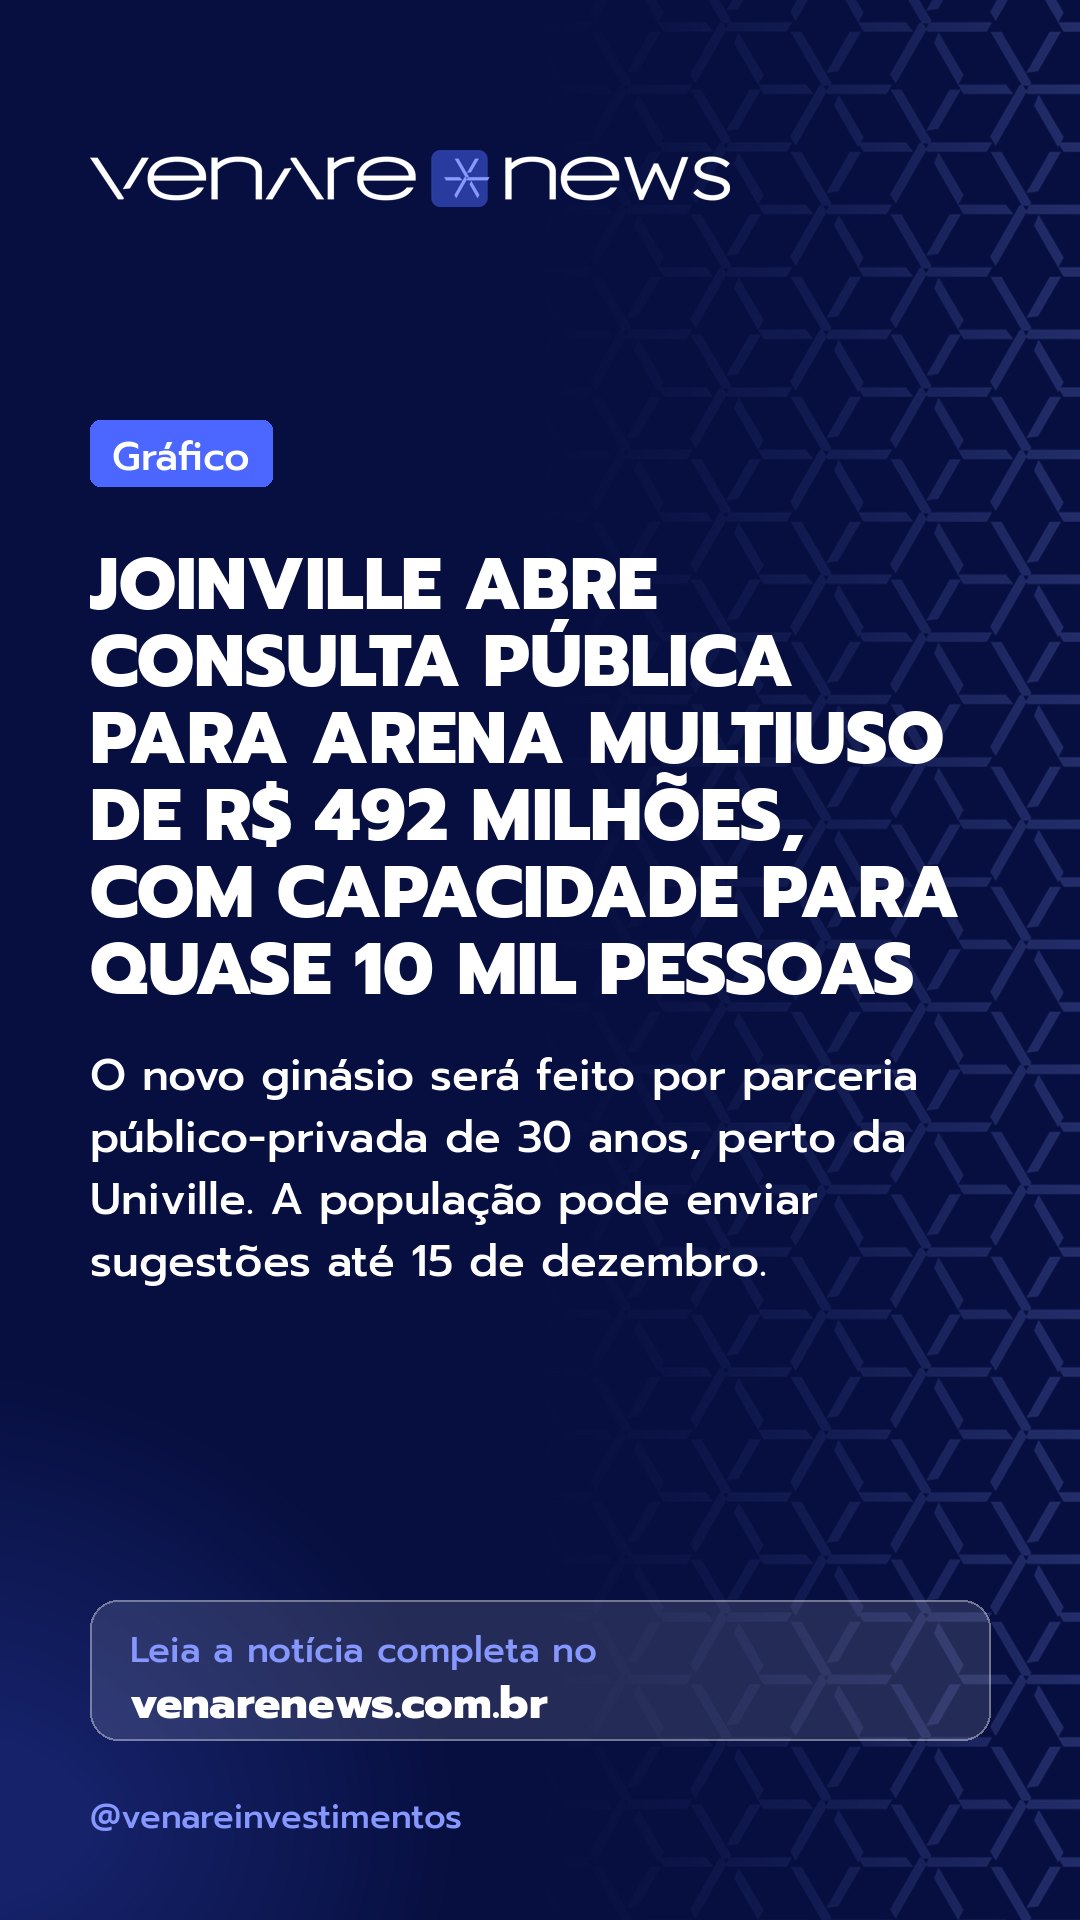 venare news
Gráfico
JOINVILLE ABRE
CONSULTA PÚBLICA
PARA ARENA MULTIUSO
DE R$ 492 MILHÕES,
COM CAPACIDADE PARA
QUASE 10 MIL PESSOAS
O novo ginásio será feito por parceria
público-privada de 30 anos, perto da
Univille. A população pode enviar
sugestões até 15 de dezembro.
Leia a notícia completa no
venarenews.com.br
@venareinvestimentos